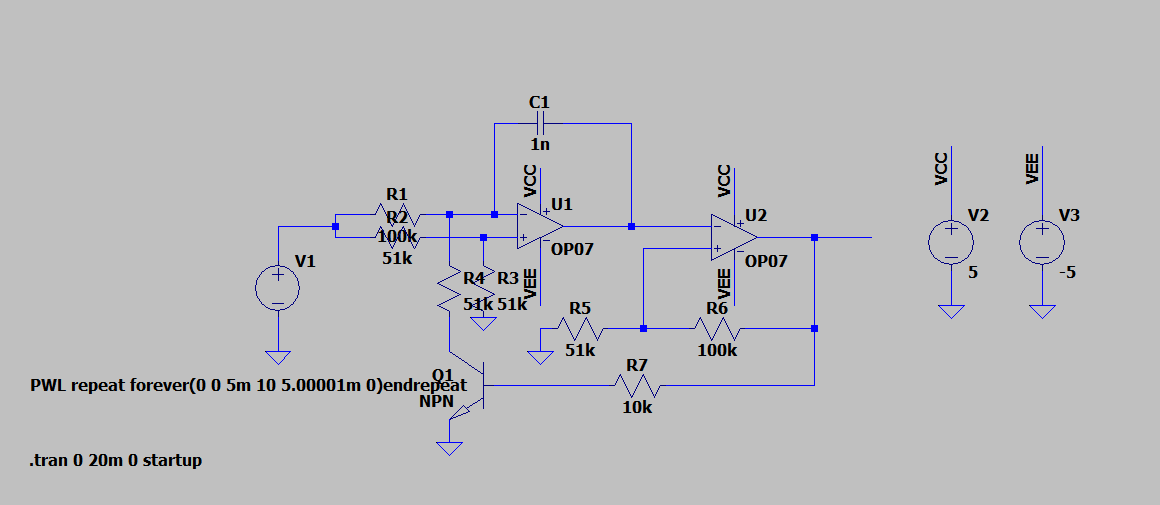 C1
1n
VCC
U1
OP07
VEE
R1
R2
100k
51k
R4
51k
R3
51k
V1
VCC
U2
OP07
VEE
R5
51k
R6
100k
R7
10k
Q1
NPN
VCC
V2
5
VEE
V3
-5
PWL repeat forever(0 0 5m 10 5.00001m 0)endrepeat
.tran 0 20m 0 startup